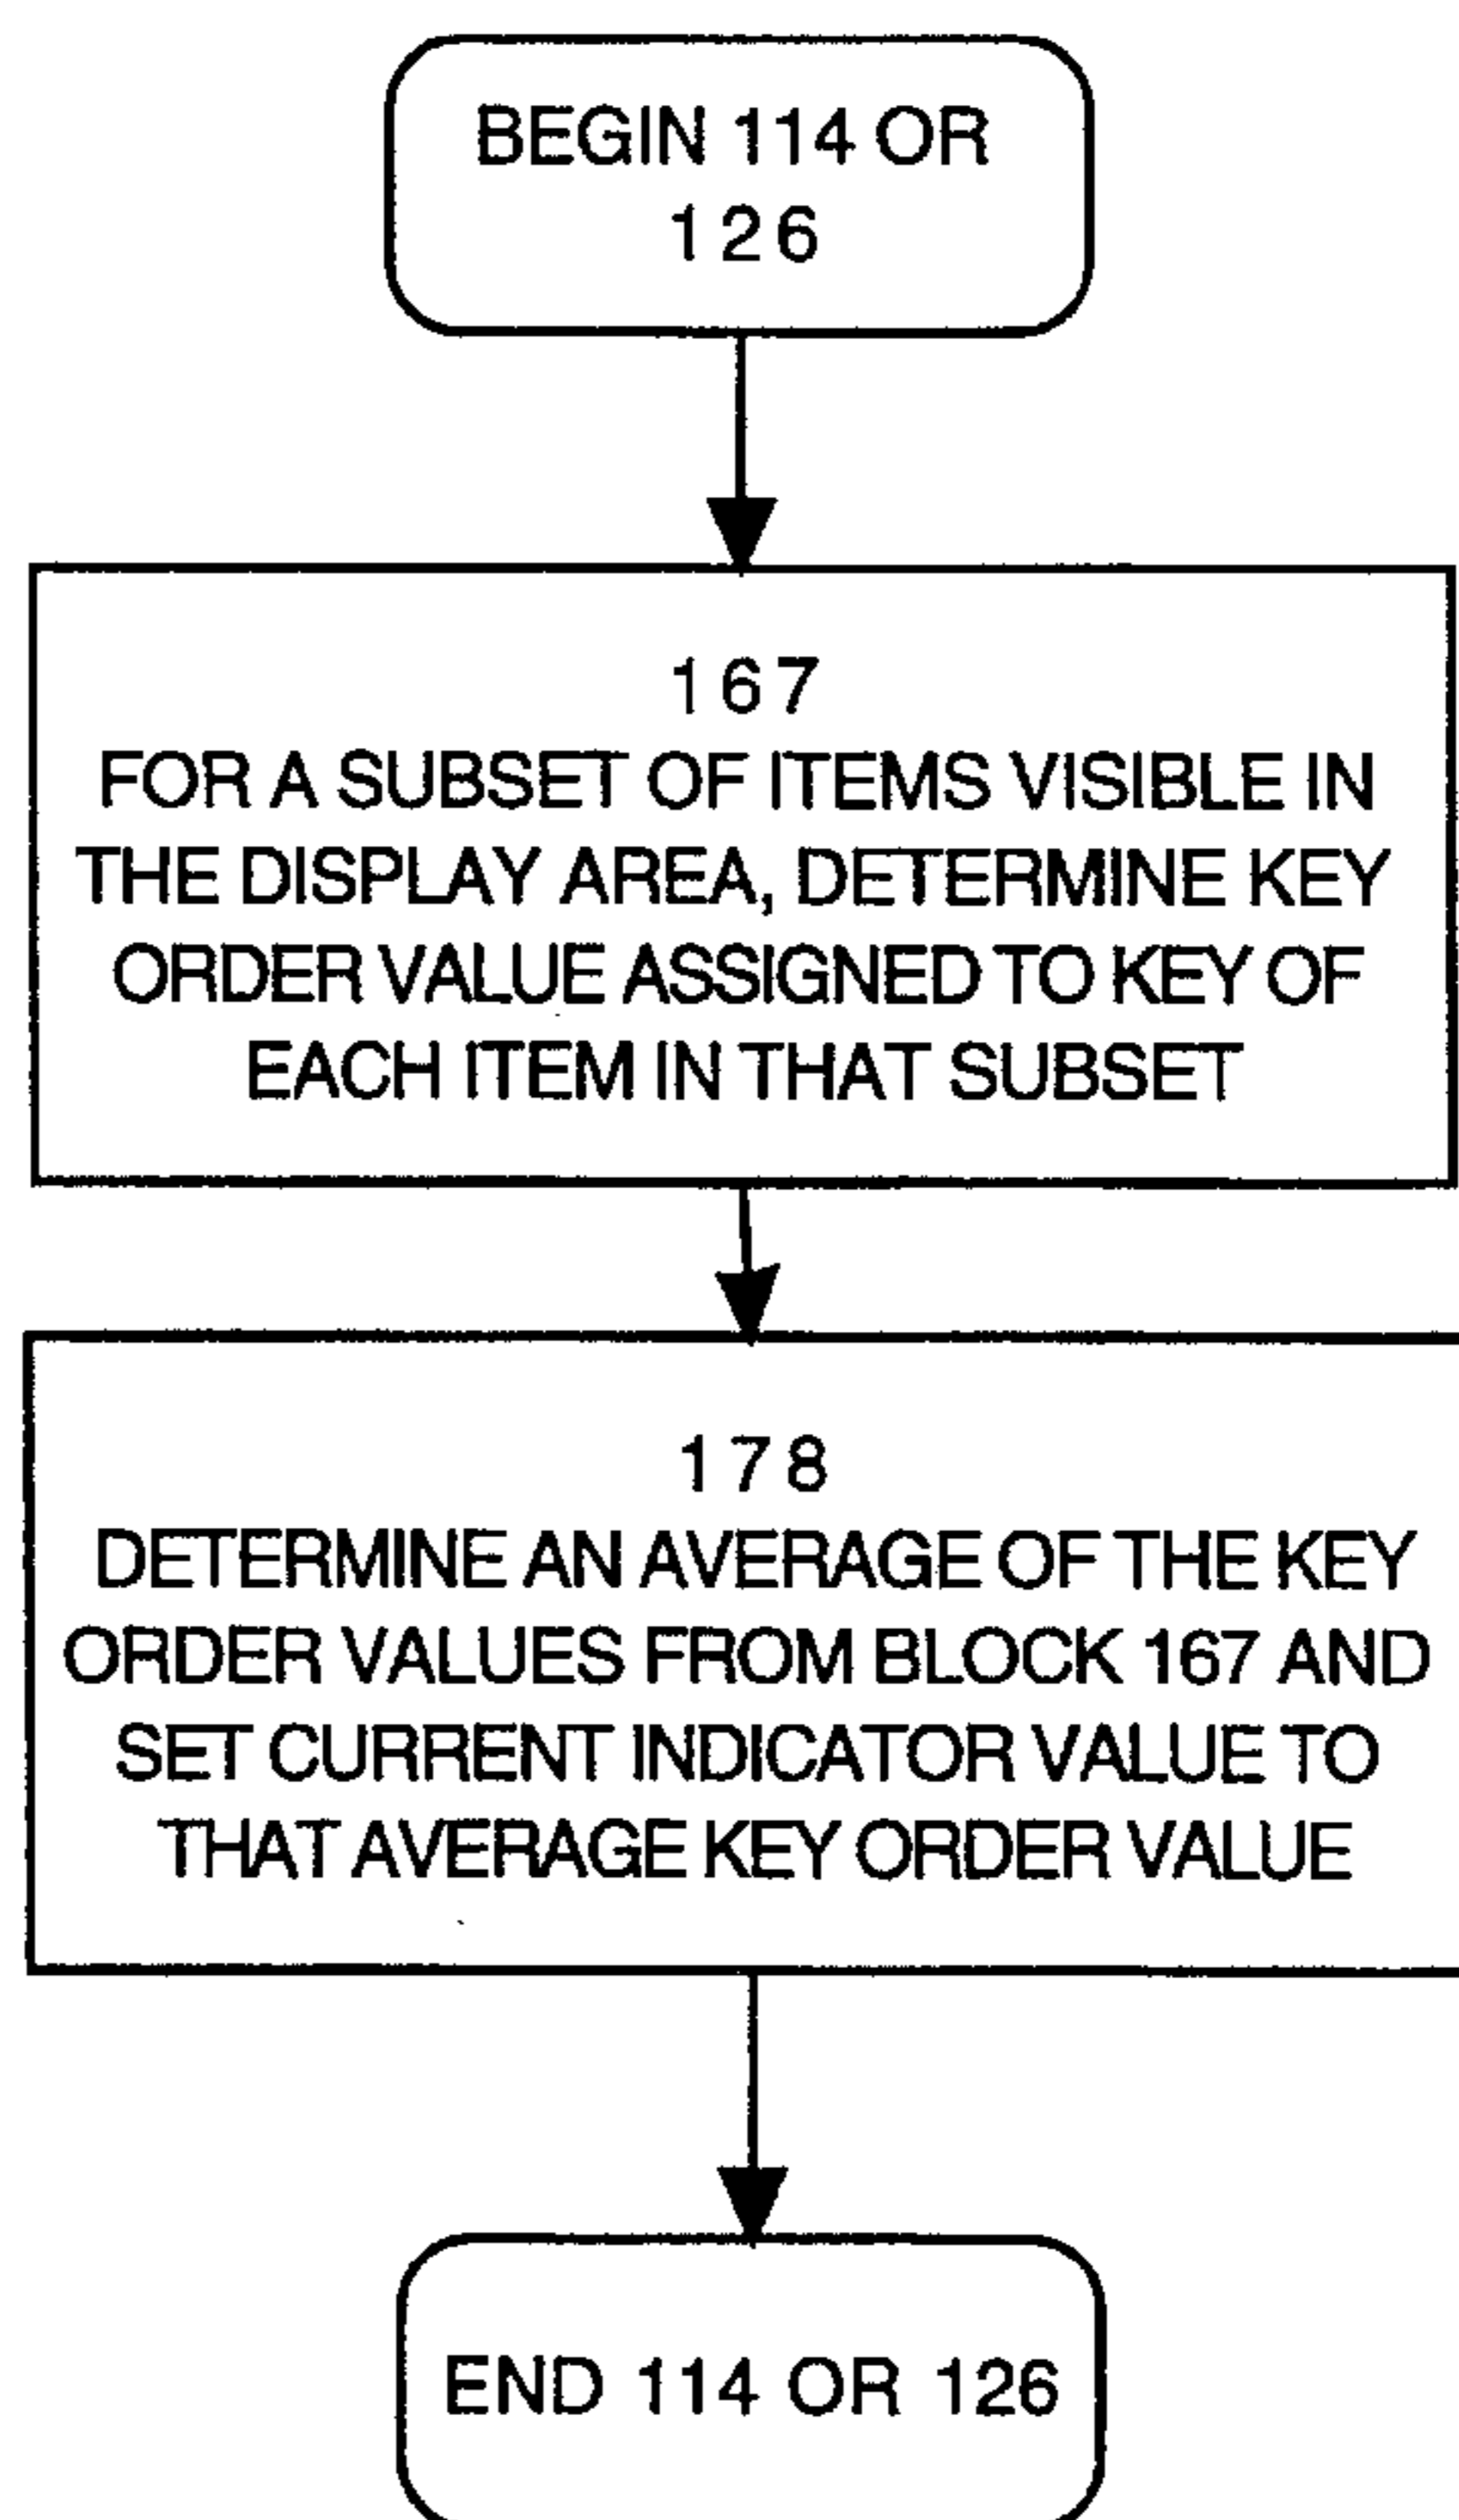 BEGIN 114 OR
126
167
FOR A SUBSET OF ITEMS VISIBLE IN
THE DISPLAY AREA, DETERMINE KEY
ORDER VALUE ASSIGNED TO KEY OF
EACH ITEM IN THAT SUBSET
178
DETERMINE AN AVERAGE OF THE KEY
ORDER VALUES FROM BLOCK 167 AND
SET CURRENT INDICATOR VALUE TO
THAT AVERAGE KEY ORDER VALUE
END 114 OR 126